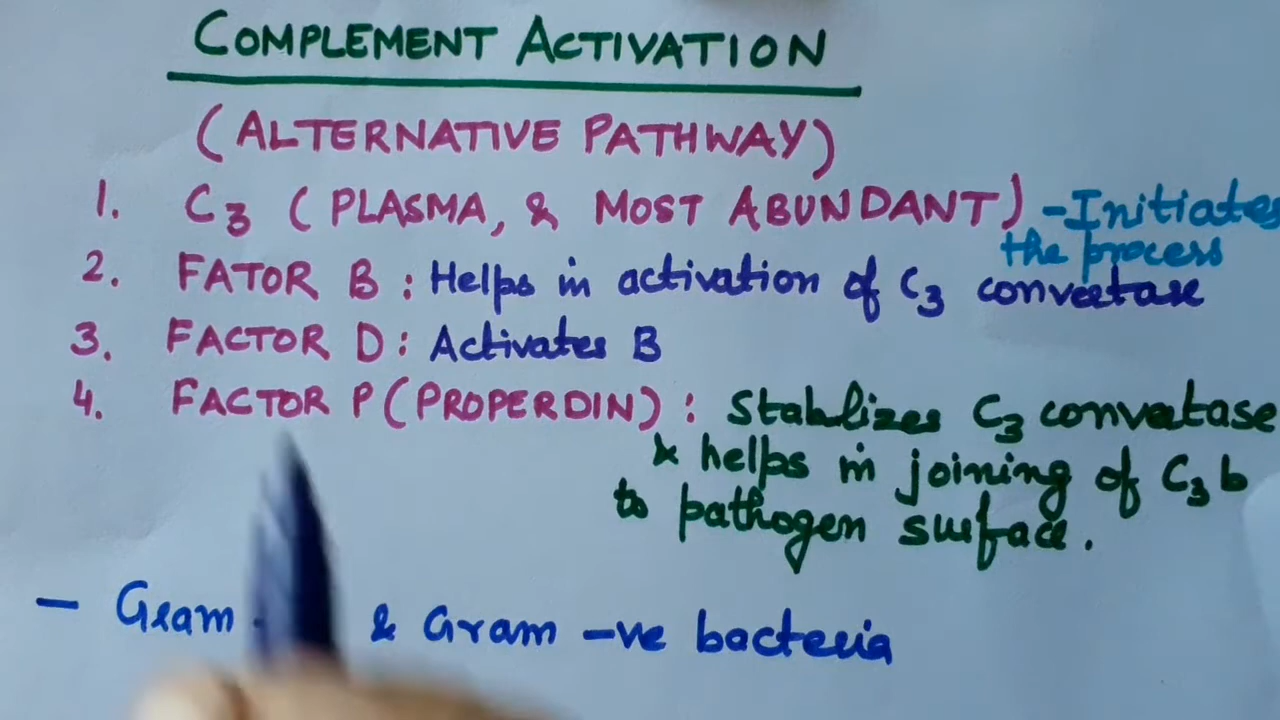 COMPLEMENT ACTIVATION
(ALTERNATIVE PATHWAY)
1. C3 (PLASMA, & MOST ABUNDANT) - Initiates
the process
2. FATOR B : Helps in activation of C3 convertase
3. FACTOR D : Activates B
4. FACTOR P (PROPERDIN) : Stabilizes C3 convertase
& helps in joining of C3b
to pathogen surface.
- Gram & Gram -ve bacteria